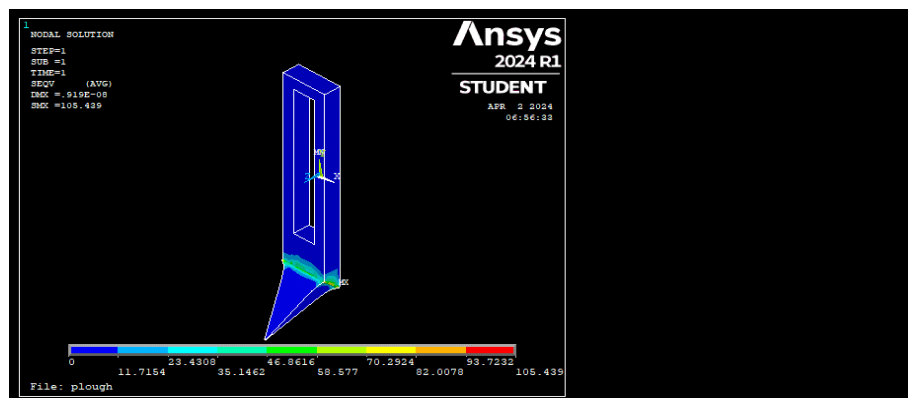 1
NODAL SOLUTION
STEP=1
SUB =1
TIME=1
SEQV (AVG)
DMX =.919E-08
SMX =105.439
Ansys
2024 R1
STUDENT
APR 2 2024
06:56:33
X
MX
0 23.4308 46.8616 70.2924 93.7232
11.7154 35.1462 58.577 82.0078 105.439
File: plough